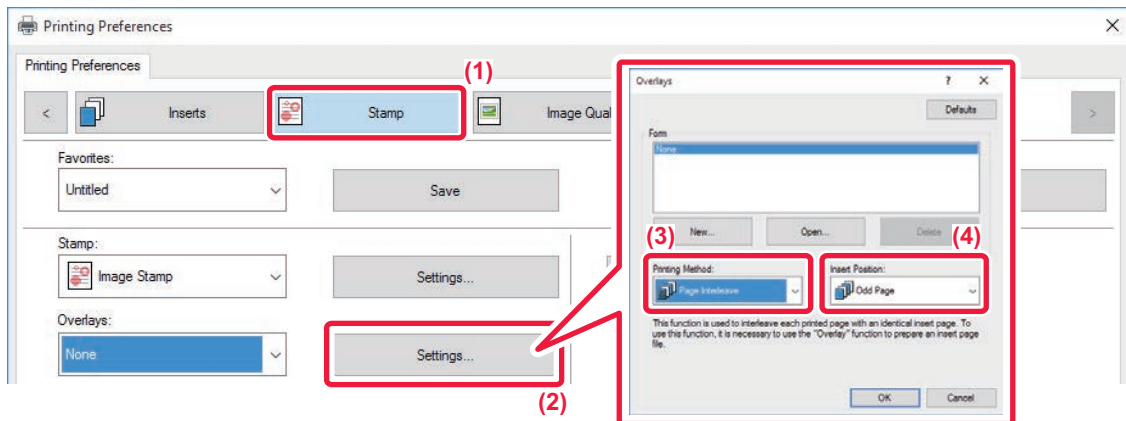 Printing Preferences
Printing Preferences
(1)
< Inserts Stamp Image Qual >
Favorites:
Untitled Save
Stamp:
Image Stamp Settings...
Overlays:
None Settings...
(2)
Overlays ? ×
Defaults
Form
None
New... Open... Delete
(3) (4)
Printing Method: Insert Position:
Page Interleave Odd Page
This function is used to interleave each printed page with an identical insert page. To
use this function, it is necessary to use the "Overlay" function to prepare an insert page
file.
OK Cancel